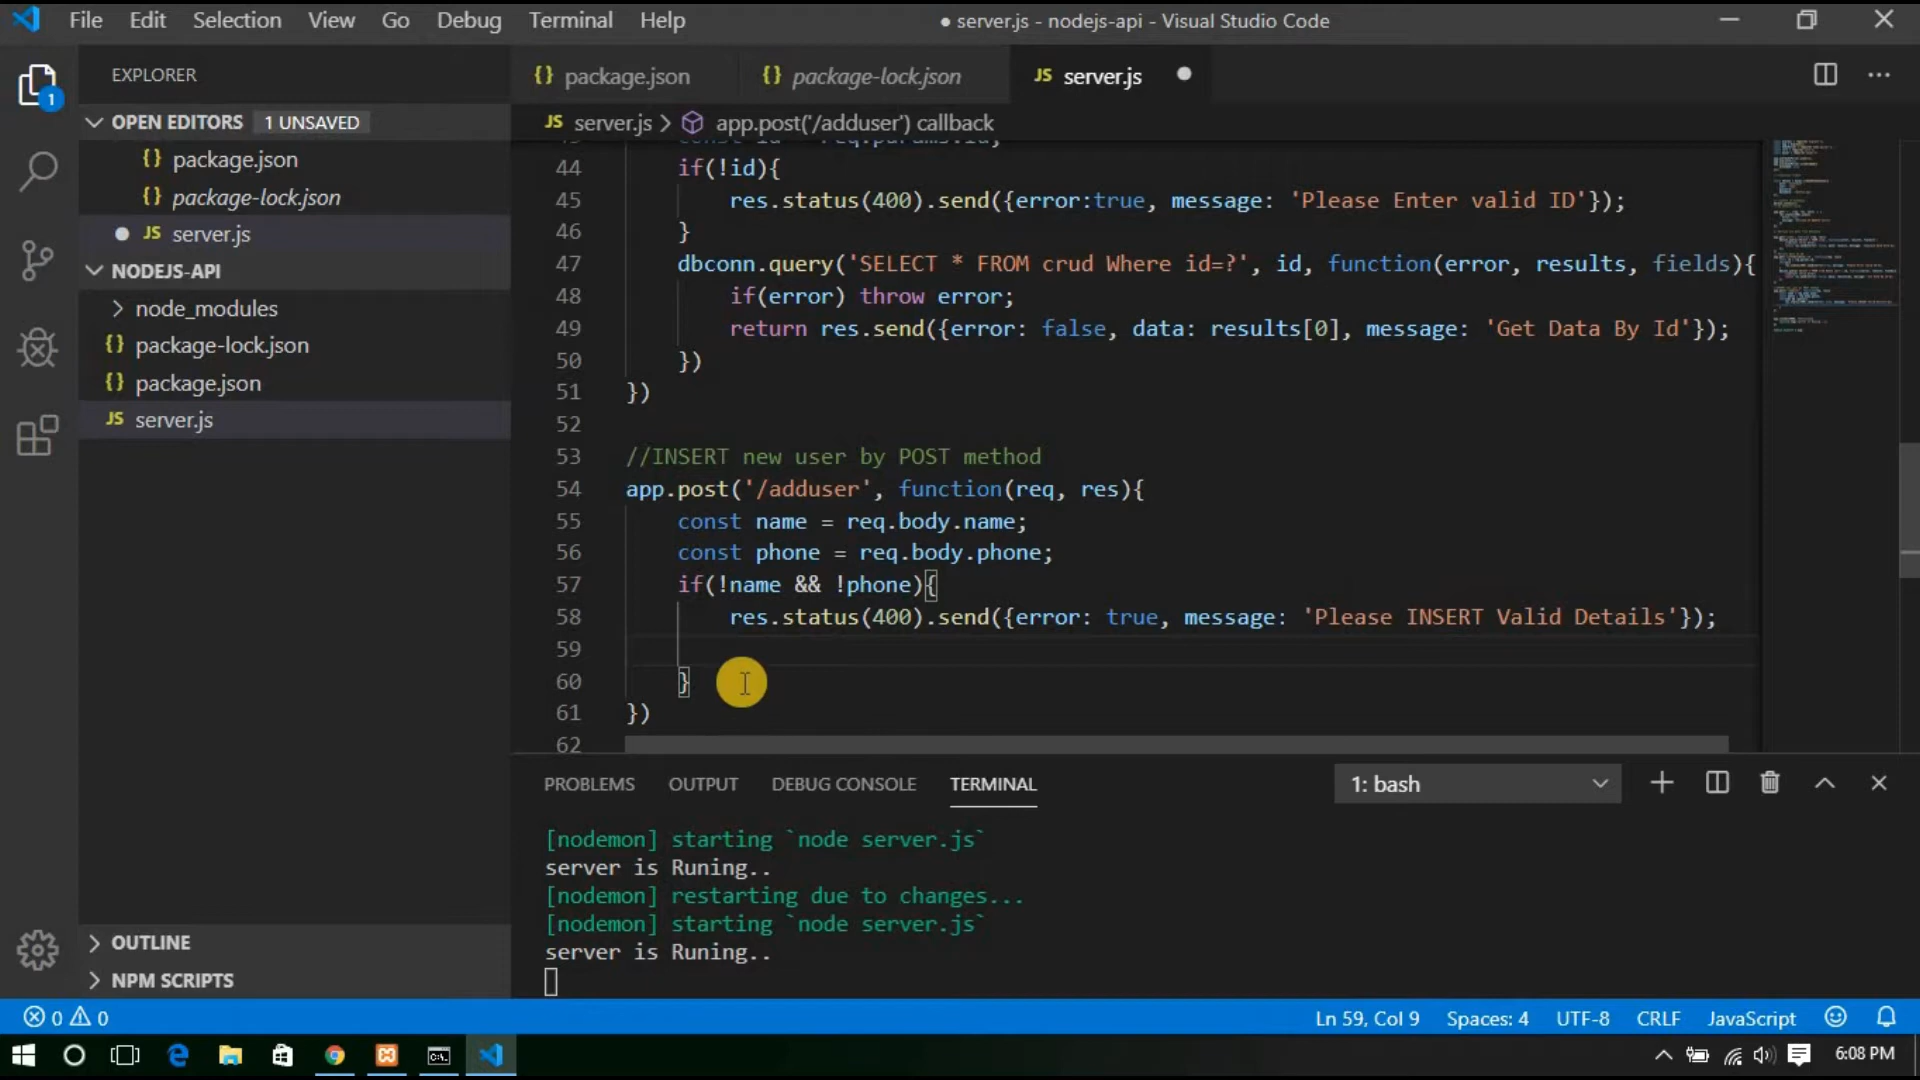 File Edit Selection View Go Debug Terminal Help
● server.js - nodejs-api - Visual Studio Code
EXPLORER
{} package.json
{} package-lock.json
JS server.js
OPEN EDITORS 1 UNSAVED
{} package.json
{} package-lock.json
JS server.js
NODEJS-API
node_modules
{} package-lock.json
{} package.json
JS server.js
OUTLINE
NPM SCRIPTS
1
JS server.js > app.post('/adduser') callback
44 if(!id){
45 res.status(400).send({error:true, message: 'Please Enter valid ID'});
46 }
47 dbconn.query('SELECT * FROM crud Where id=?', id, function(error, results, fields){
48 if(error) throw error;
49 return res.send({error: false, data: results[0], message: 'Get Data By Id'});
50 })
51 })
52
53 //INSERT new user by POST method
54 app.post('/adduser', function(req, res){
55 const name = req.body.name;
56 const phone = req.body.phone;
57 if(!name && !phone){
58 res.status(400).send({error: true, message: 'Please INSERT Valid Details'});
59
60 }
61 })
62
PROBLEMS OUTPUT DEBUG CONSOLE TERMINAL
1: bash
[nodemon] starting `node server.js`
server is Runing..
[nodemon] restarting due to changes...
[nodemon] starting `node server.js`
server is Runing..
0 0
Ln 59, Col 9 Spaces: 4 UTF-8 CRLF JavaScript
6:08 PM